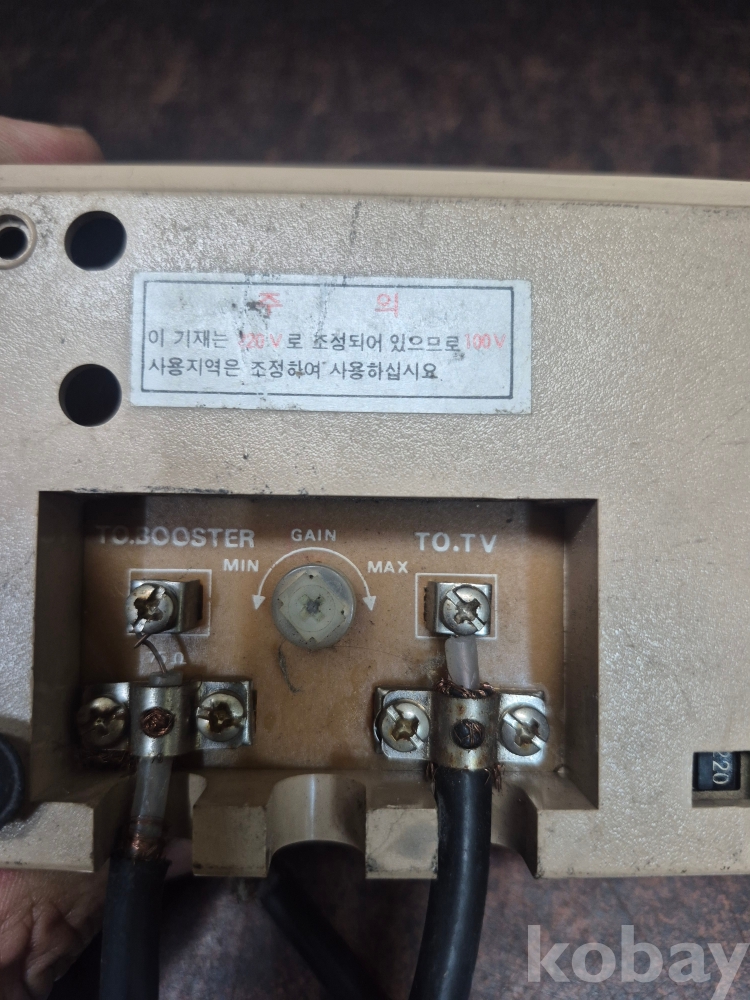 주 의
이 기재는 220V로 조정되어 있으므로 100V
사용지역은 조정하여 사용하십시요
TO.BOOSTER
GAIN
TO.TV
MIN
MAX
220
kobay